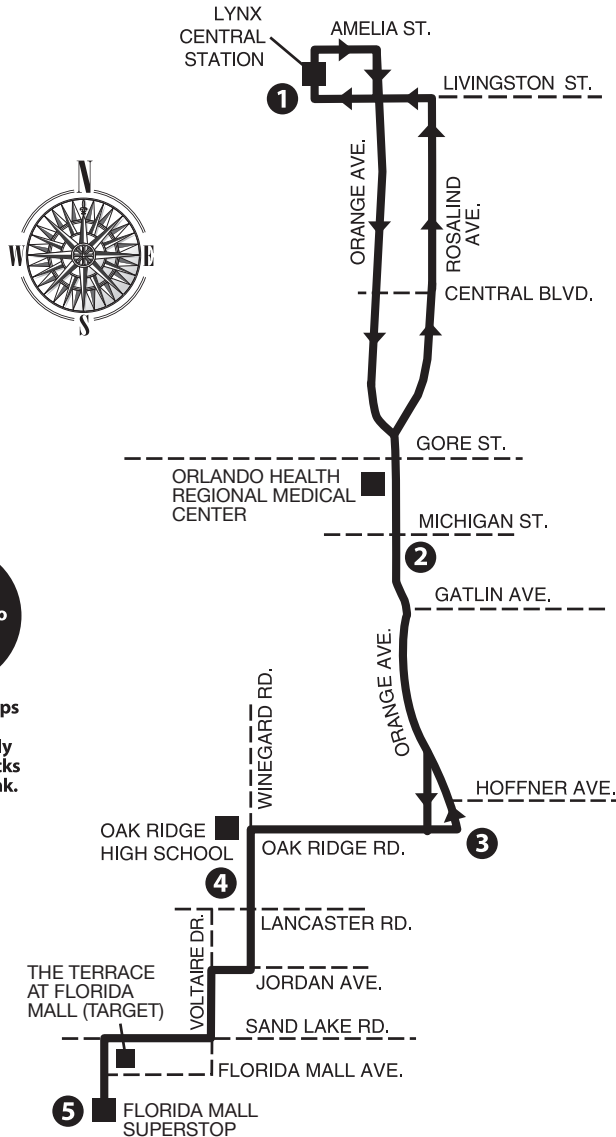 LYNX
CENTRAL
STATION
AMELIA ST.
1
LIVINGSTON ST.
N
W
E
S
ORANGE AVE.
ROSALIND
AVE.
CENTRAL BLVD.
GORE ST.
ORLANDO HEALTH
REGIONAL MEDICAL
CENTER
MICHIGAN ST.
2
GATLIN AVE.
ORANGE AVE.
WINEGARD RD.
HOFFNER AVE.
OAK RIDGE
HIGH SCHOOL
OAK RIDGE RD.
3
4
LANCASTER RD.
VOLTAIRE DR.
THE TERRACE
AT FLORIDA
MALL (TARGET)
JORDAN AVE.
SAND LAKE RD.
FLORIDA MALL AVE.
5
FLORIDA MALL
SUPERSTOP